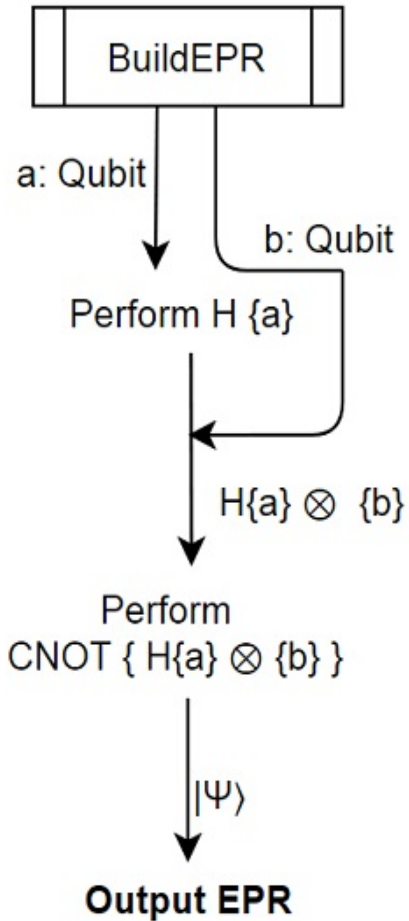 BuildEPR
a: Qubit
b: Qubit
Perform H {a}
H{a} ⊗ {b}
Perform
CNOT { H{a} ⊗ {b} }
|Ψ⟩
Output EPR